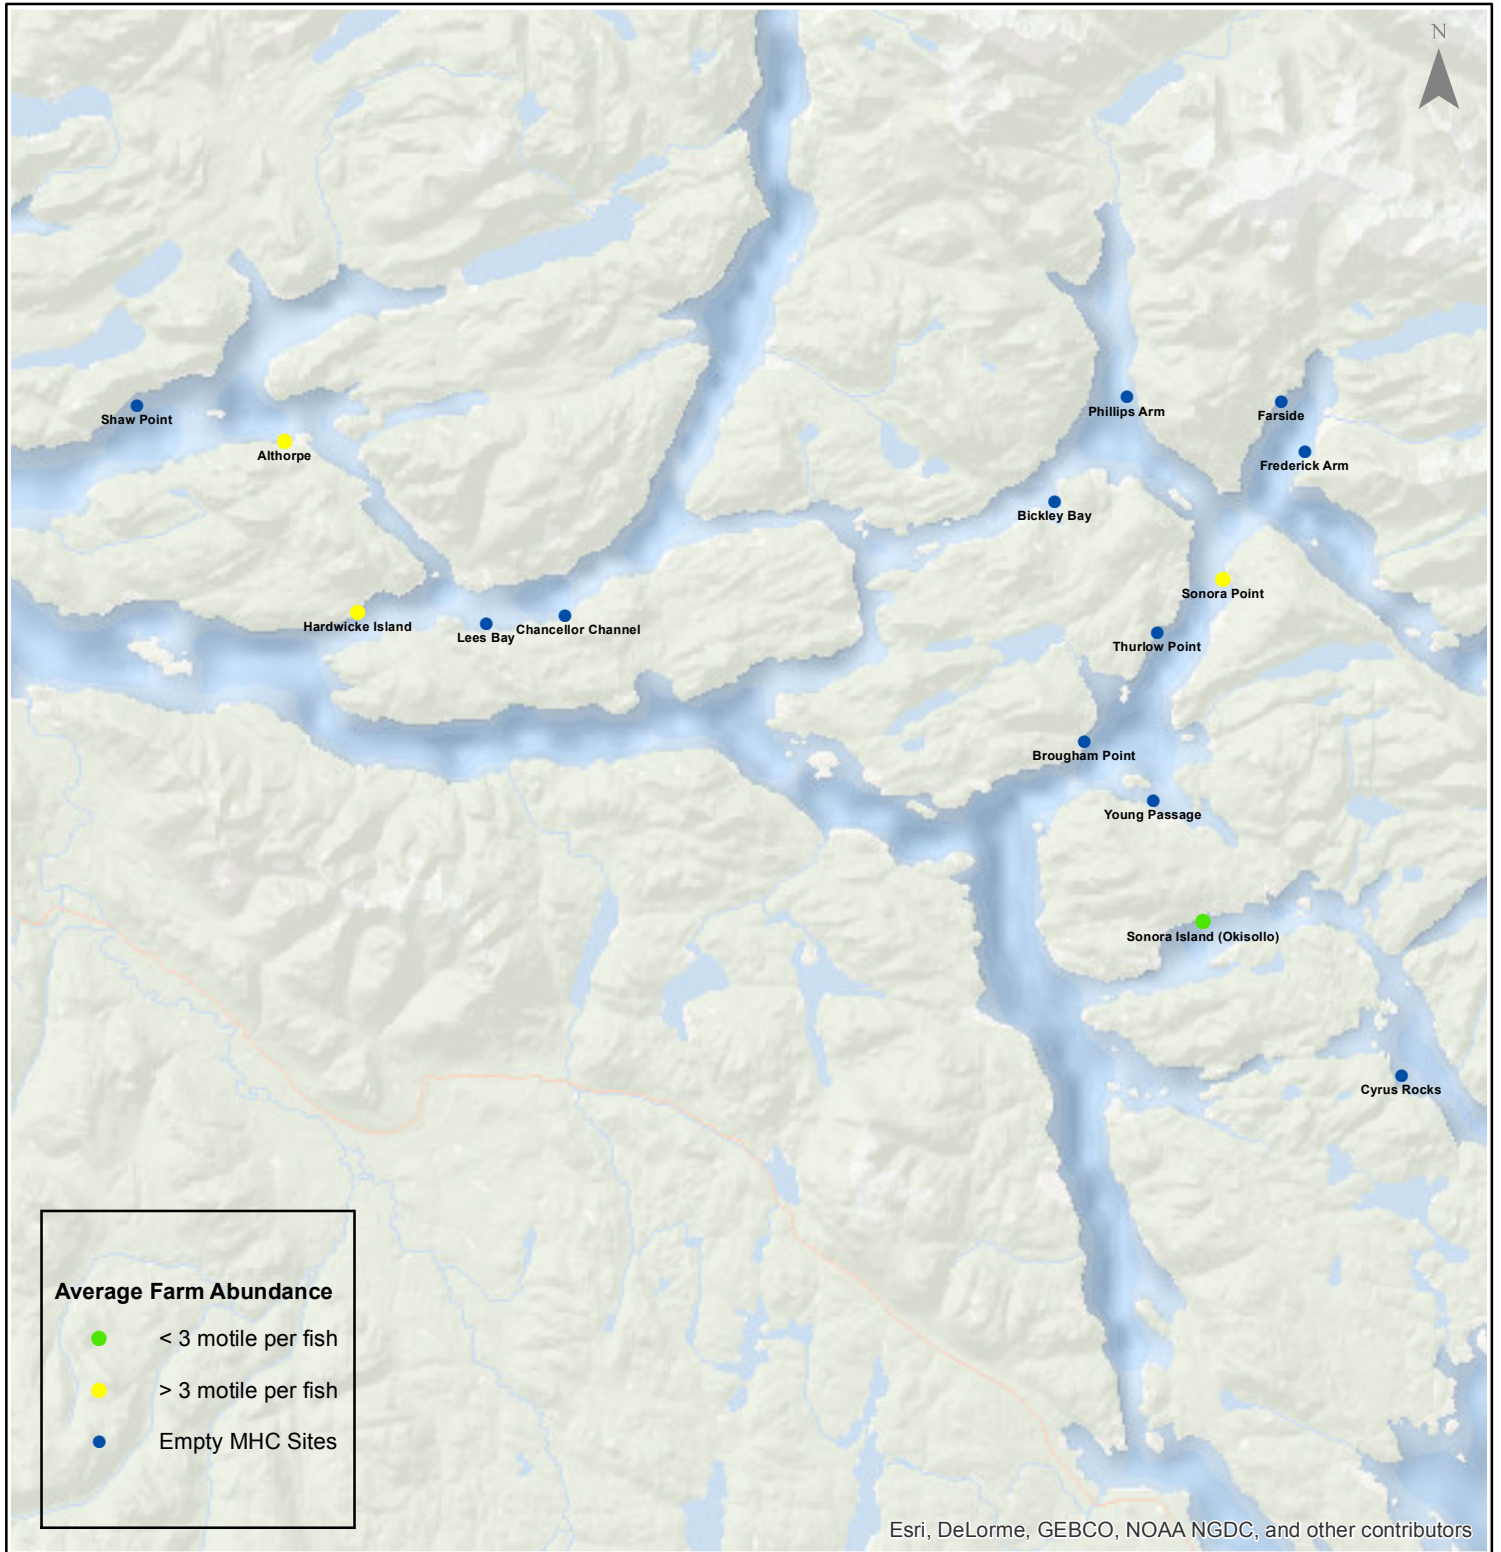 N
Shaw Point
Althorpe
Phillips Arm
Farside
Frederick Arm
Bickley Bay
Sonora Point
Hardwicke Island
Lees Bay
Chancellor Channel
Thurlow Point
Brougham Point
Young Passage
Sonora Island (Okisollo)
Cyrus Rocks
Average Farm Abundance
< 3 motile per fish
> 3 motile per fish
Empty MHC Sites
Esri, DeLorme, GEBCO, NOAA NGDC, and other contributors